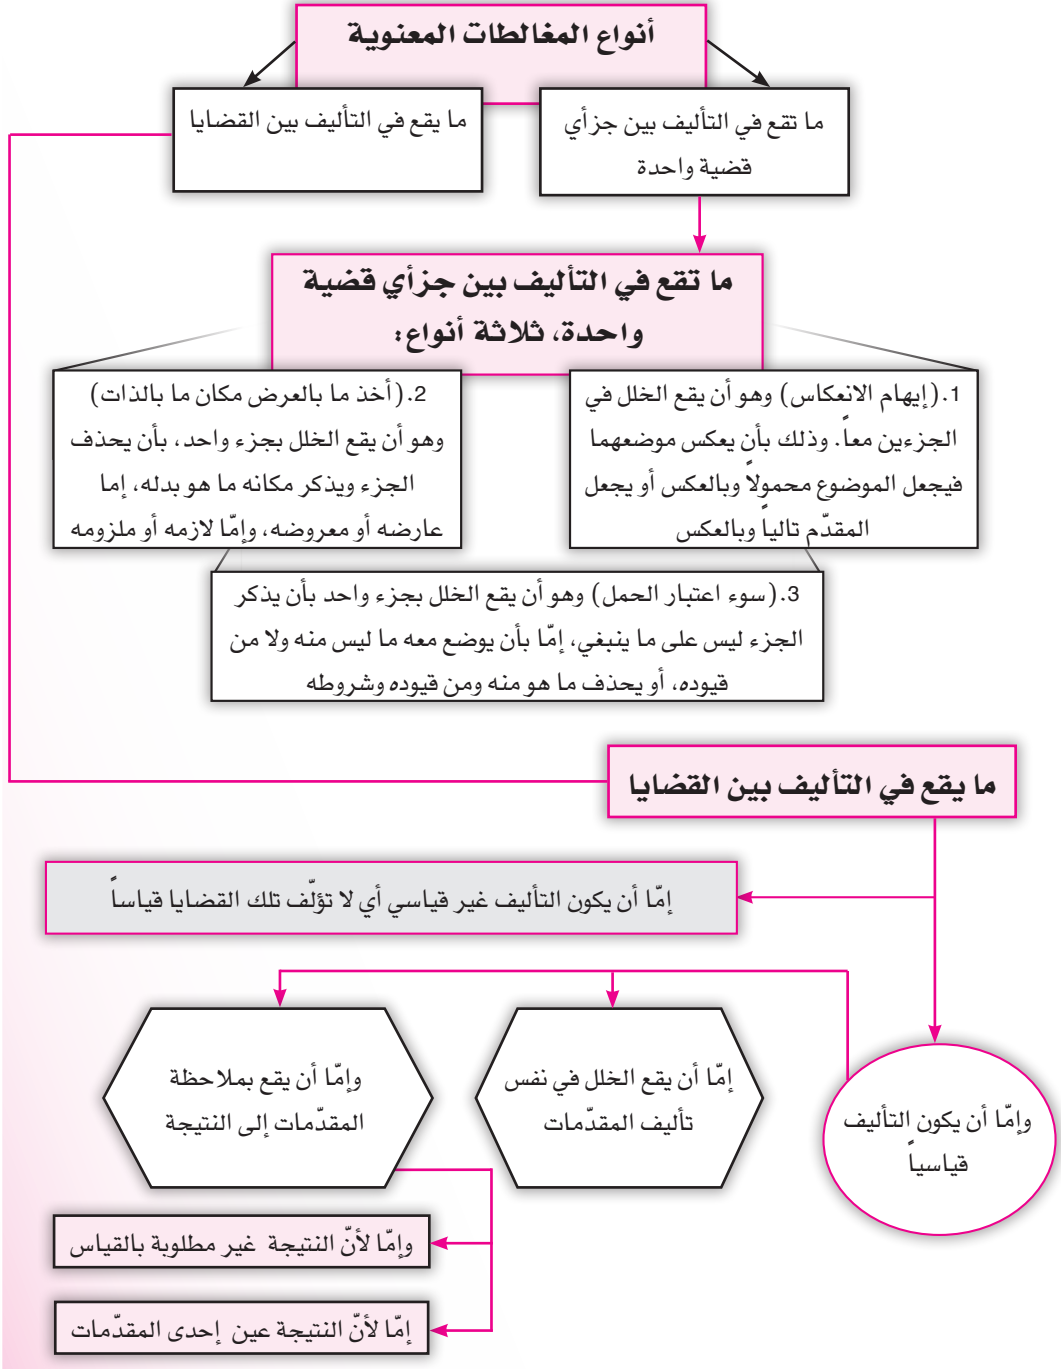 أنواع المغالطات المعنوية
ما تقع في التأليف بين جزأي
قضية واحدة
ما يقع في التأليف بين القضايا
ما تقع في التأليف بين جزأي قضية
واحدة، ثلاثة أنواع:
1.(إيهام الانعكاس) وهو أن يقع الخلل في
الجزءين معاً. وذلك بأن يعكس موضعهما
فيجعل الموضوع محمولاً وبالعكس أو يجعل
المقدّم تالياً وبالعكس
2.(أخذ ما بالعرض مكان ما بالذات)
وهو أن يقع الخلل بجزء واحد، بأن يحذف
الجزء ويذكر مكانه ما هو بدله، إما
عارضه أو معروضه، وإمّا لازمه أو ملزومه
3.(سوء اعتبار الحمل) وهو أن يقع الخلل بجزء واحد بأن يذكر
الجزء ليس على ما ينبغي، إمّا بأن يوضع معه ما ليس منه ولا من
قيوده، أو يحذف ما هو منه ومن قيوده وشروطه
ما يقع في التأليف بين القضايا
إمّا أن يكون التأليف غير قياسي أي لا تؤلّف تلك القضايا قياساً
وإمّا أن يكون التأليف
قياسياً
إمّا أن يقع الخلل في نفس
تأليف المقدّمات
وإمّا أن يقع بملاحظة
المقدّمات إلى النتيجة
وإمّا لأنّ النتيجة غير مطلوبة بالقياس
إمّا لأنّ النتيجة عين إحدى المقدّمات